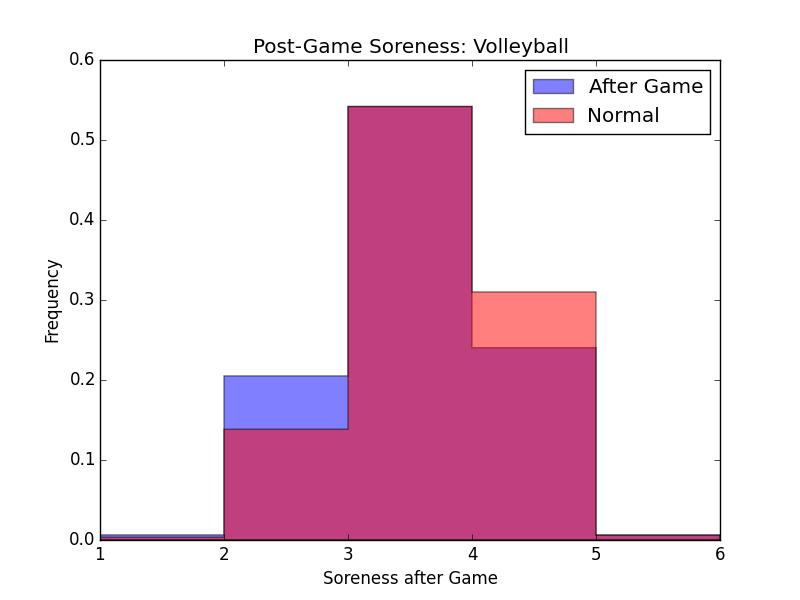 Post-Game Soreness: Volleyball
After Game
Normal
Frequency
0.6
0.5
0.4
0.3
0.2
0.1
0.0
1 2 3 4 5 6
Soreness after Game